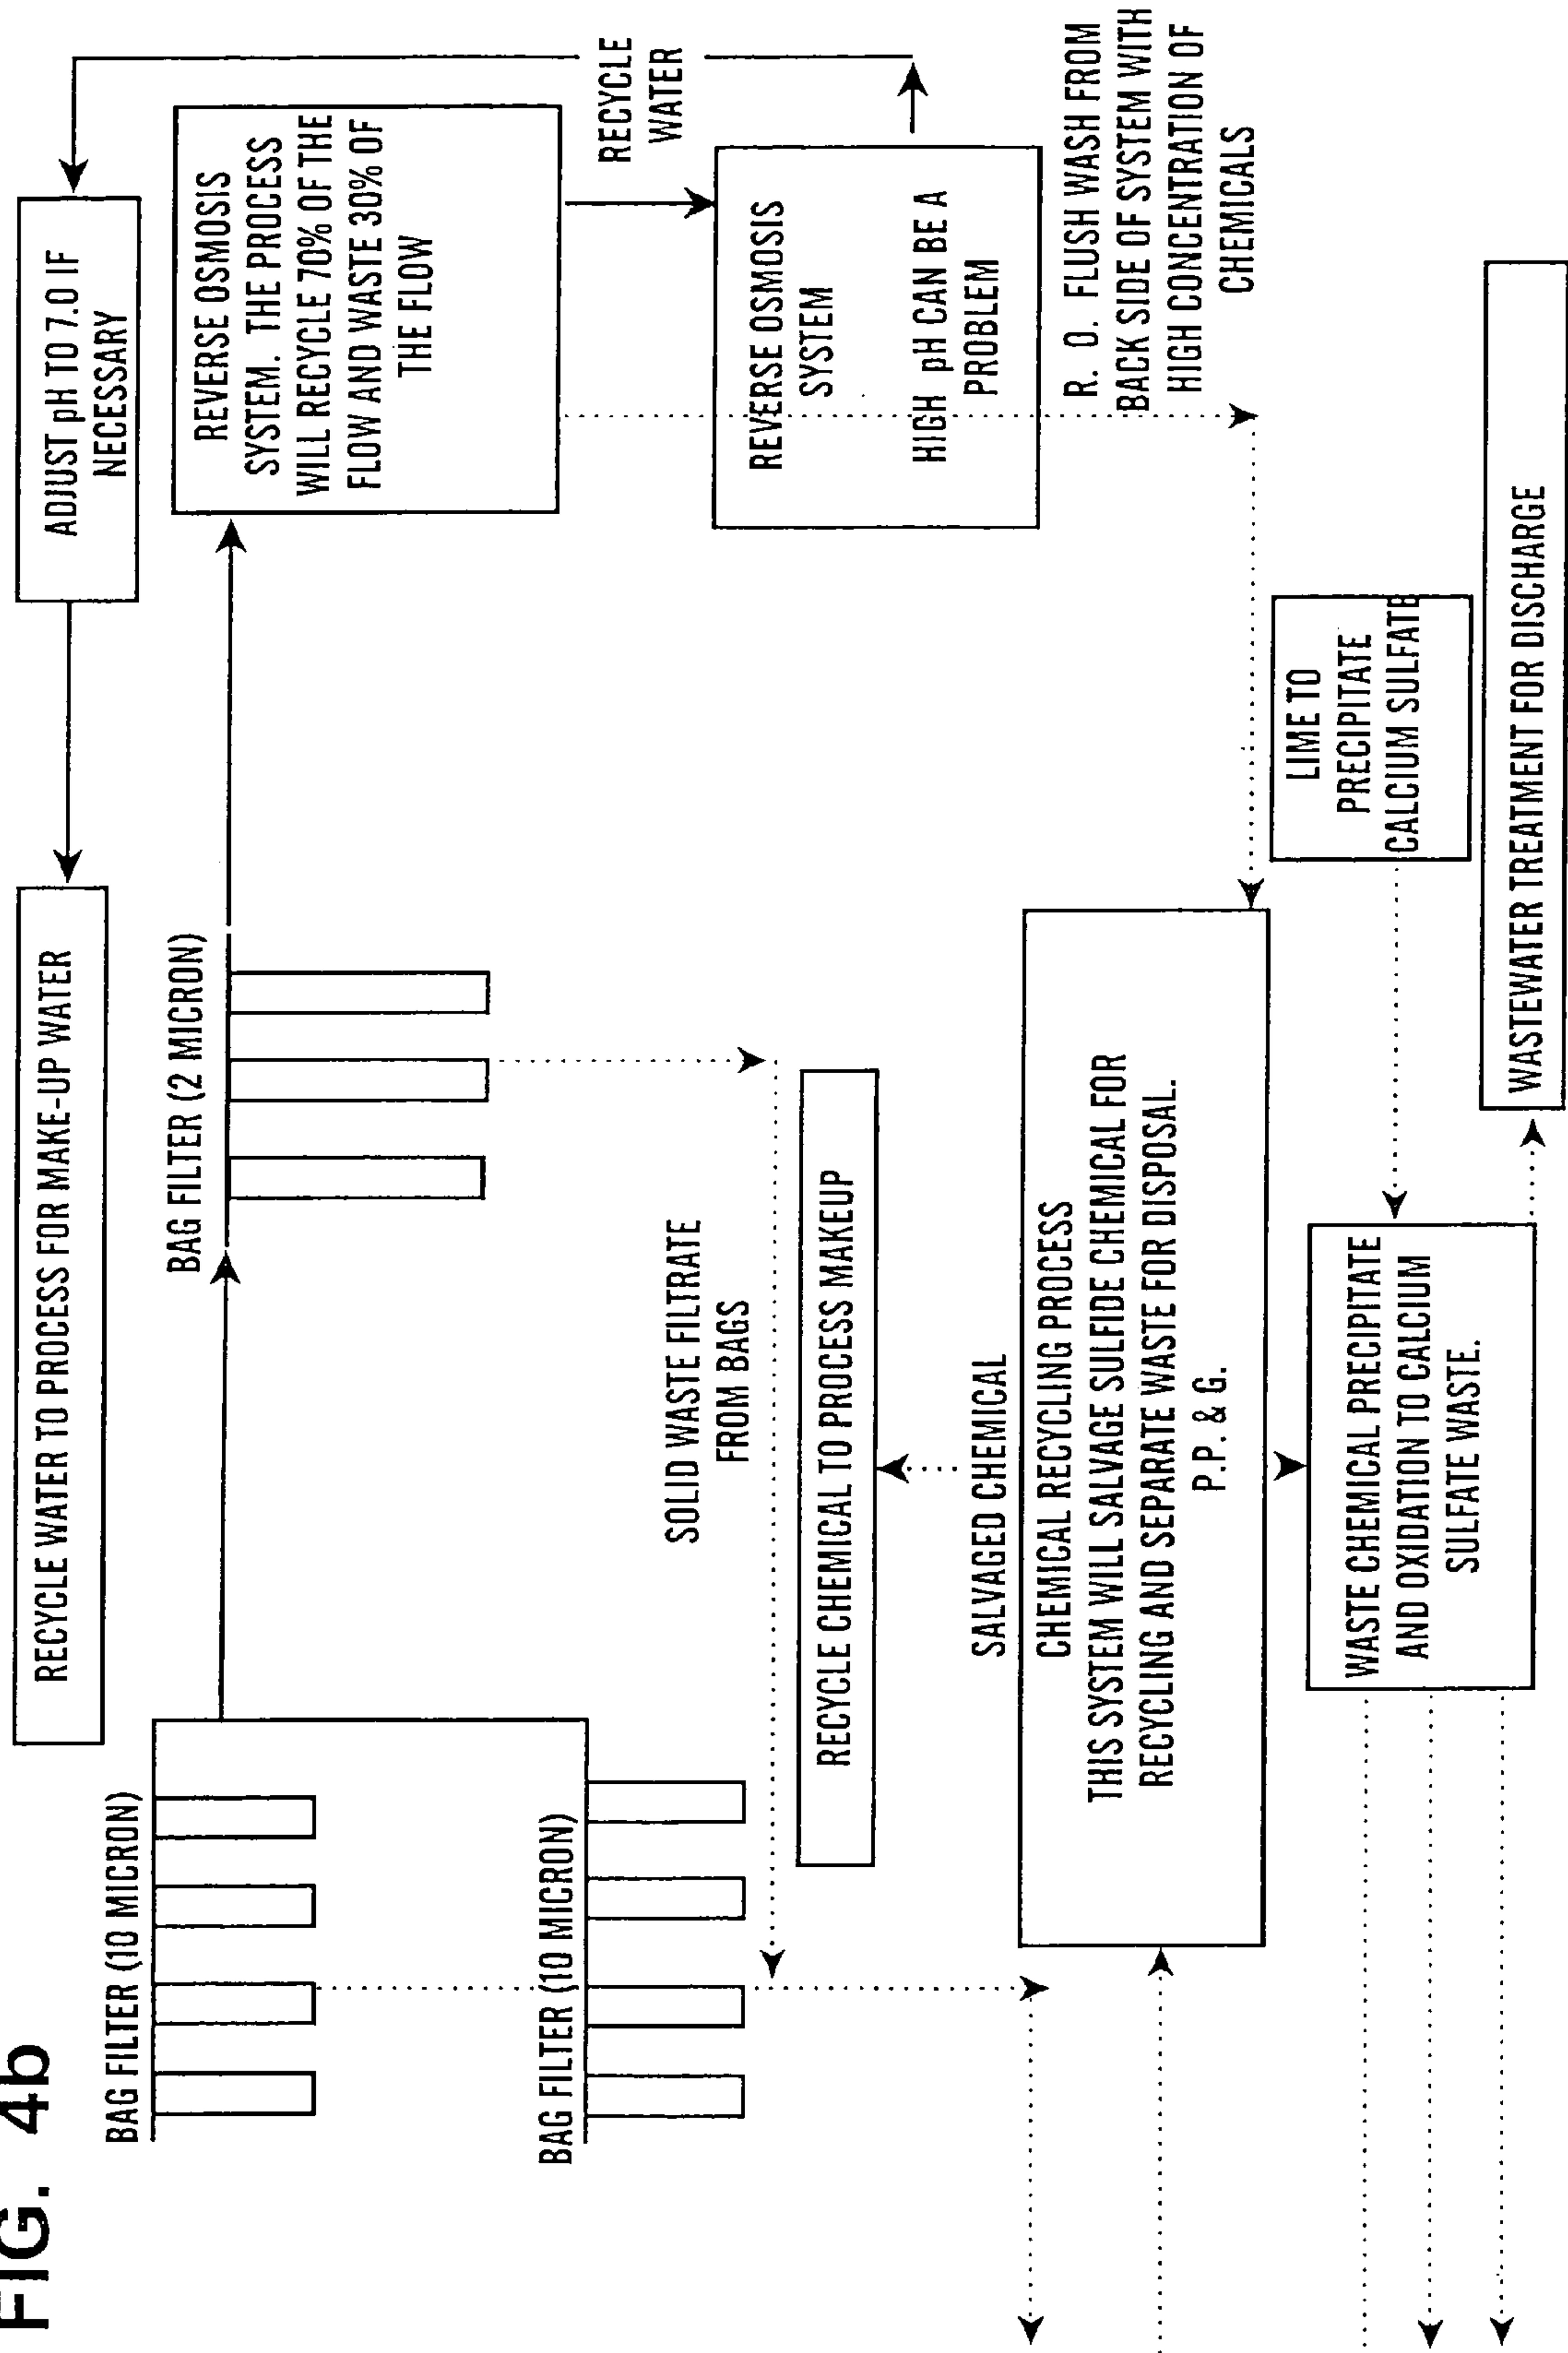 FIG. 4b
RECYCLE WATER TO PROCESS FOR MAKE-UP WATER
ADJUST pH TO 7.0 IF
NECESSARY
BAG FILTER (10 MICRON)
BAG FILTER (2 MICRON)
REVERSE OSMOSIS
SYSTEM. THE PROCESS
WILL RECYCLE 70% OF THE
FLOW AND WASTE 30% OF
THE FLOW
RECYCLE
WATER
BAG FILTER (10 MICRON)
SOLID WASTE FILTRATE
FROM BAGS
REVERSE OSMOSIS
SYSTEM
HIGH pH CAN BE A
PROBLEM
RECYCLE CHEMICAL TO PROCESS MAKEUP
SALVAGED CHEMICAL
R. O. FLUSH WASH FROM
BACK SIDE OF SYSTEM WITH
HIGH CONCENTRATION OF
CHEMICALS
CHEMICAL RECYCLING PROCESS
THIS SYSTEM WILL SALVAGE SULFIDE CHEMICAL FOR
RECYCLING AND SEPARATE WASTE FOR DISPOSAL.
P.P. & G.
LIME TO
PRECIPITATE
CALCIUM SULFATE
WASTE CHEMICAL PRECIPITATE
AND OXIDATION TO CALCIUM
SULFATE WASTE.
WASTEWATER TREATMENT FOR DISCHARGE